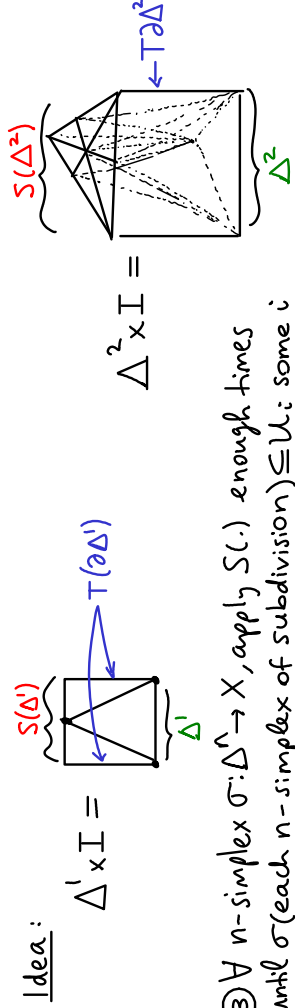 Idea:
S(Δ¹)
Δ¹ × I =
T(∂Δ¹)
Δ¹
S(Δ²)
Δ² × I =
←T∂Δ²
Δ²
③ ∀ n-simplex σ: Δⁿ → X, apply S(.) enough times
until σ(each n-simplex of subdivision) ⊆ Uᵢ some i